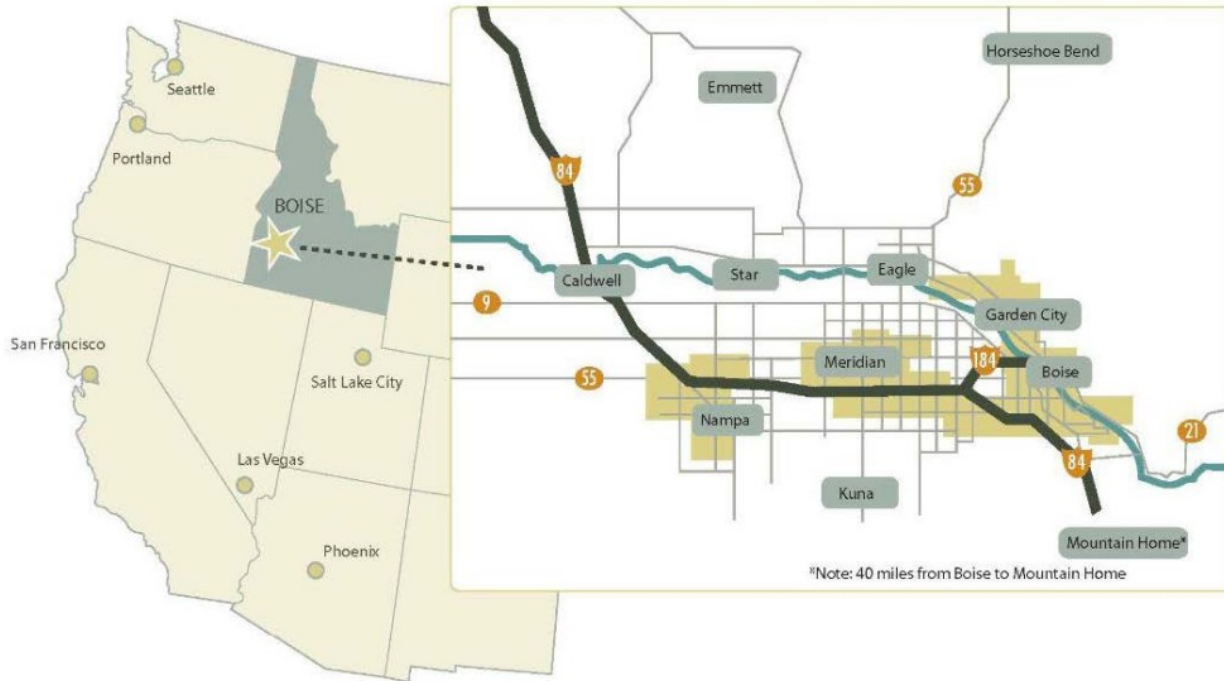 Seattle
Portland
BOISE
San Francisco
Salt Lake City
Las Vegas
Phoenix
Horseshoe Bend
Emmett
84
55
Eagle
Star
Caldwell
9
Garden City
184
Meridian
Boise
55
Nampa
21
84
Kuna
Mountain Home*
*Note: 40 miles from Boise to Mountain Home